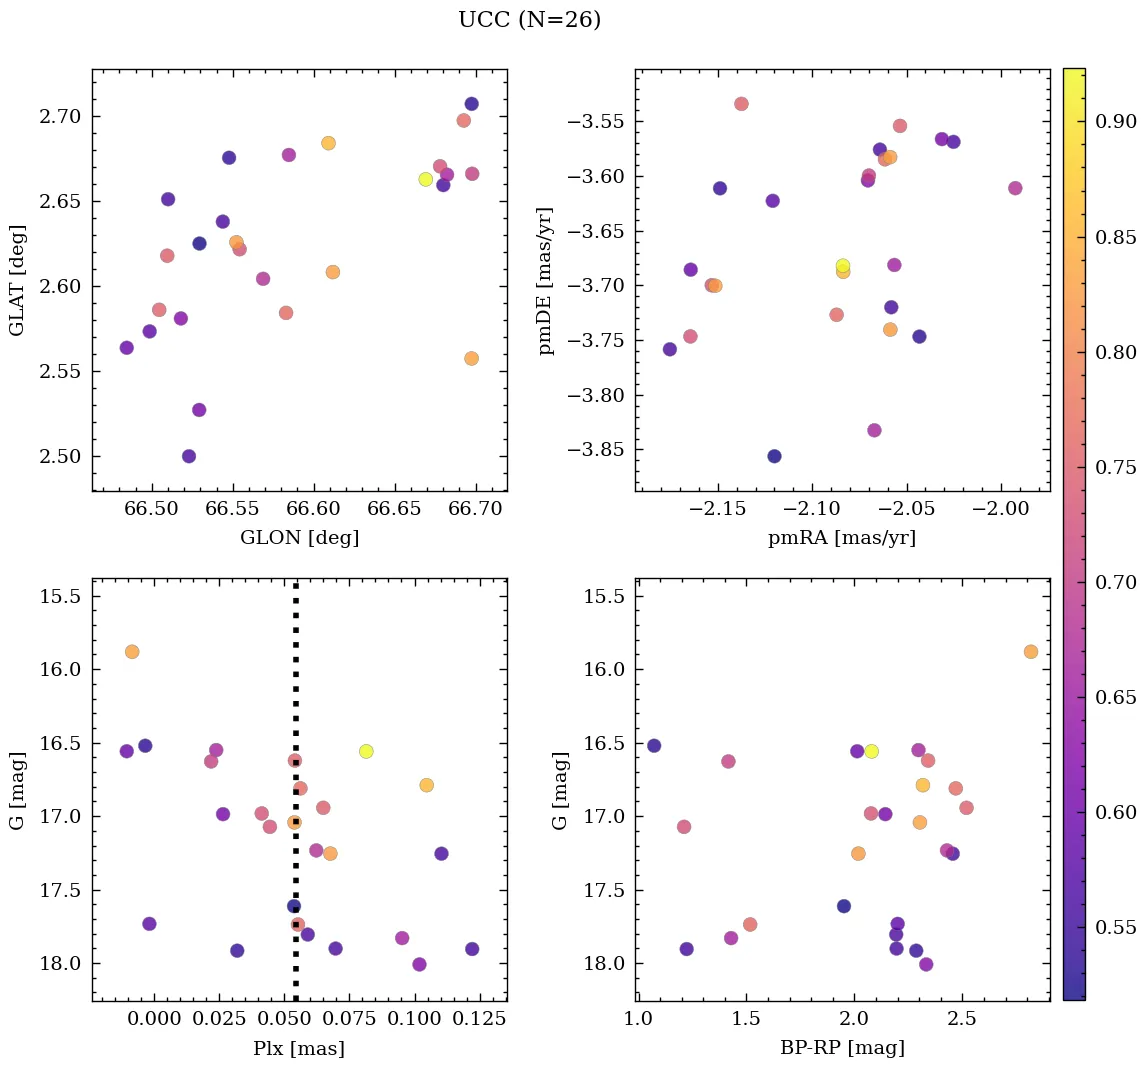 UCC (N=26)
2.70
2.65
2.60
2.55
2.50
GLAT [deg]
66.50 66.55 66.60 66.65 66.70
GLON [deg]
−3.55
−3.60
−3.65
−3.70
−3.75
−3.80
−3.85
pmDE [mas/yr]
−2.15 −2.10 −2.05 −2.00
pmRA [mas/yr]
15.5
16.0
16.5
17.0
17.5
18.0
G [mag]
0.000 0.025 0.050 0.075 0.100 0.125
Plx [mas]
15.5
16.0
16.5
17.0
17.5
18.0
G [mag]
1.0 1.5 2.0 2.5
BP-RP [mag]
0.90
0.85
0.80
0.75
0.70
0.65
0.60
0.55